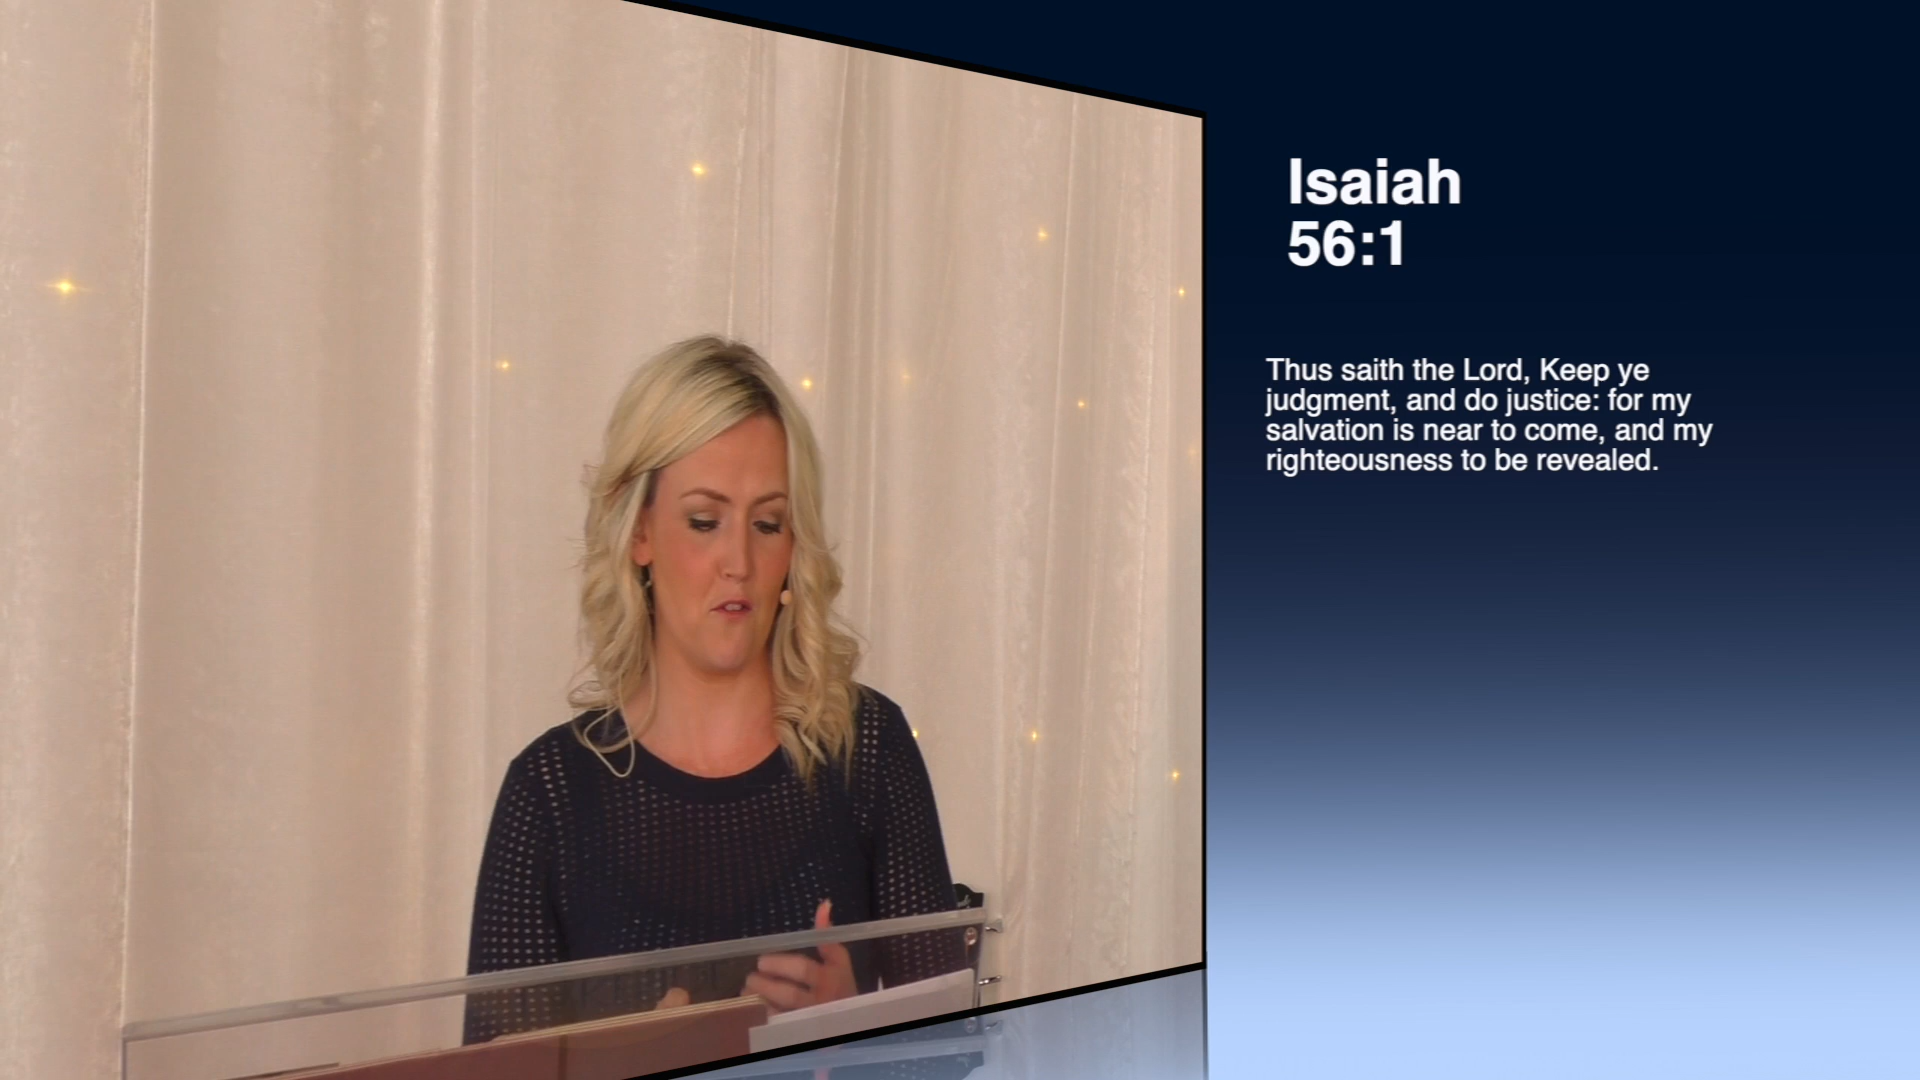 Isaiah
56:1
Thus saith the Lord, Keep ye
judgment, and do justice: for my
salvation is near to come, and my
righteousness to be revealed.